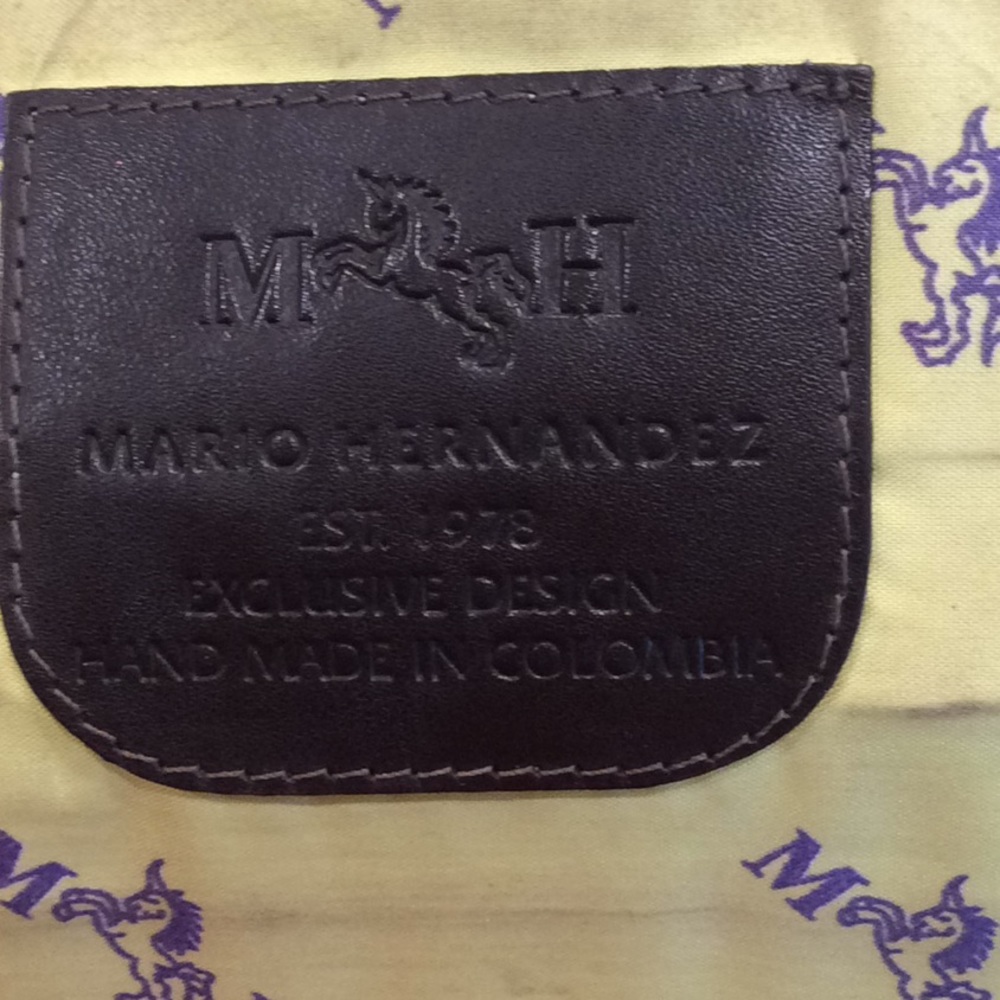 M H
MARIO HERNANDEZ
EST. 1978
EXCLUSIVE DESIGN
HAND MADE IN COLOMBIA
M
M